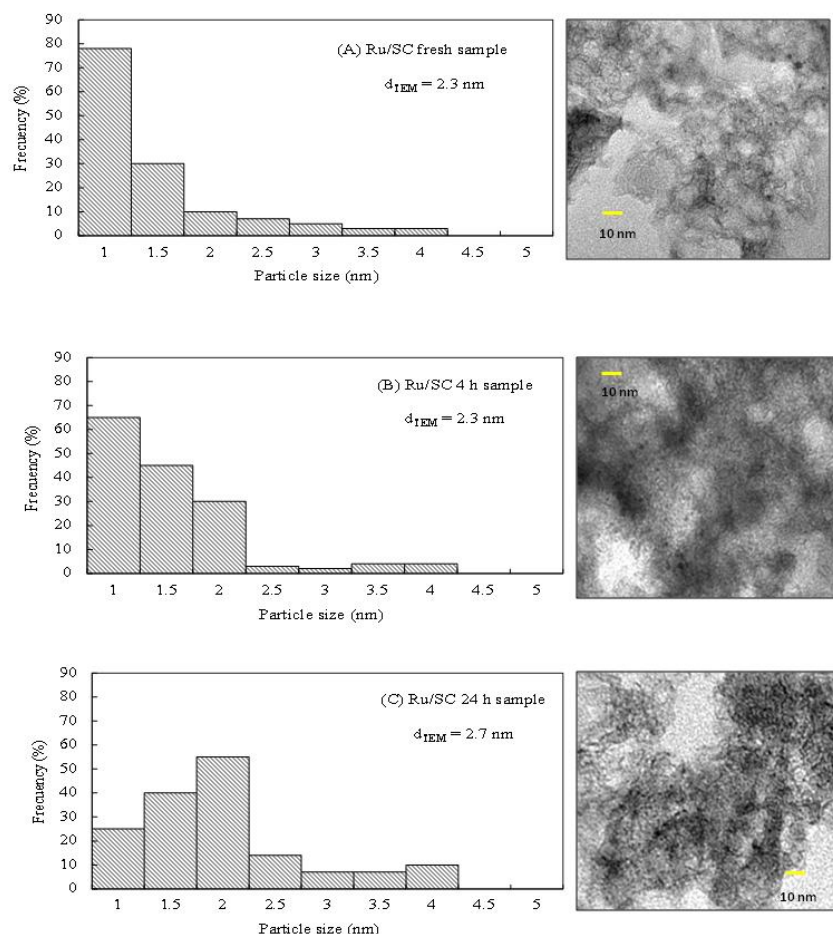 90
80
70
60
50
40
30
20
10
0
Frecuency (%)
(A) Ru/SC fresh sample
dTEM = 2.3 nm
1 1.5 2 2.5 3 3.5 4 4.5 5
Particle size (nm)
10 nm
90
80
70
60
50
40
30
20
10
0
Frecuency (%)
(B) Ru/SC 4 h sample
dTEM = 2.3 nm
1 1.5 2 2.5 3 3.5 4 4.5 5
Particle size (nm)
10 nm
90
80
70
60
50
40
30
20
10
0
Frecuency (%)
(C) Ru/SC 24 h sample
dTEM = 2.7 nm
1 1.5 2 2.5 3 3.5 4 4.5 5
Particle size (nm)
10 nm